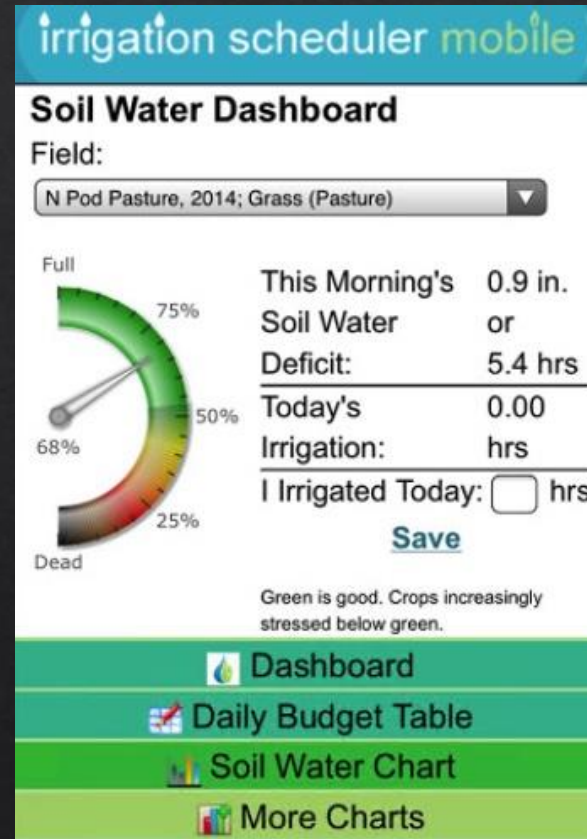 irrigation scheduler mobile
Soil Water Dashboard
Field:
N Pod Pasture, 2014; Grass (Pasture)
Full
75%
50%
68%
25%
Dead
This Morning's 0.9 in.
Soil Water or
Deficit: 5.4 hrs
Today's 0.00
Irrigation: hrs
I Irrigated Today: hrs
Save
Green is good. Crops increasingly
stressed below green.
Dashboard
Daily Budget Table
Soil Water Chart
More Charts